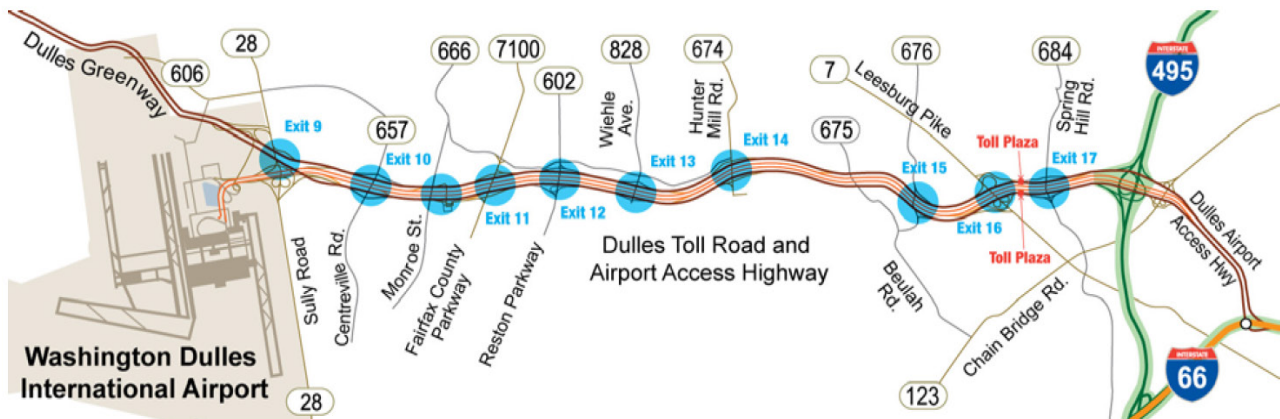 Dulles Greenway
606
28
Exit 9
657
Exit 10
666
7100
Exit 11
602
Exit 12
828
Wiehle
Ave.
Exit 13
674
Hunter
Mill Rd.
Exit 14
675
7
Leesburg Pike
676
Exit 15
Exit 16
Toll Plaza
Toll Plaza
684
Spring
Hill Rd.
Exit 17
INTERSTATE
495
Dulles Airport
Access Hwy
Sully Road
Centreville Rd.
Monroe St.
Fairfax County
Parkway
Reston Parkway
Dulles Toll Road and
Airport Access Highway
Beulah
Rd.
Chain Bridge Rd.
123
INTERSTATE
66
Washington Dulles
International Airport
28